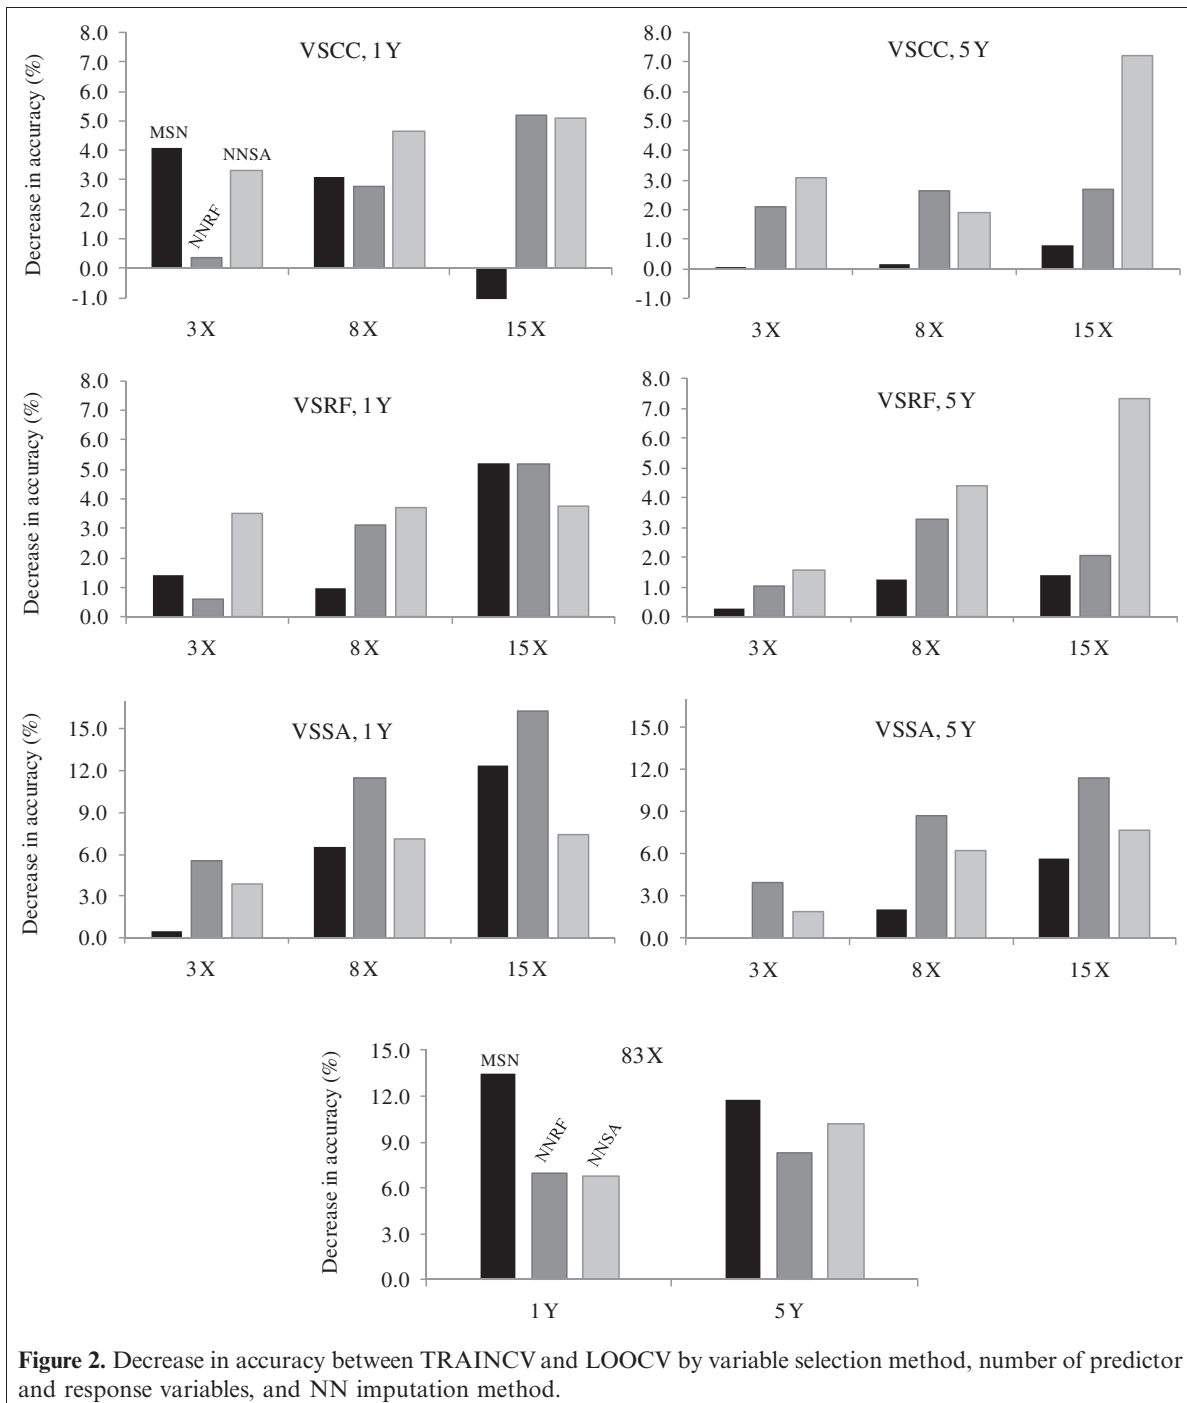 VSCC, 1Y
Decrease in accuracy (%)
8.0
7.0
6.0
5.0
4.0
3.0
2.0
1.0
0.0
-1.0
MSN
NNRF
NNSA
3X 8X 15X
VSCC, 5Y
Decrease in accuracy (%)
8.0
7.0
6.0
5.0
4.0
3.0
2.0
1.0
0.0
-1.0
3X 8X 15X
VSRF, 1Y
Decrease in accuracy (%)
8.0
7.0
6.0
5.0
4.0
3.0
2.0
1.0
0.0
3X 8X 15X
VSRF, 5Y
Decrease in accuracy (%)
8.0
7.0
6.0
5.0
4.0
3.0
2.0
1.0
0.0
3X 8X 15X
VSSA, 1Y
Decrease in accuracy (%)
15.0
12.0
9.0
6.0
3.0
0.0
3X 8X 15X
VSSA, 5Y
Decrease in accuracy (%)
15.0
12.0
9.0
6.0
3.0
0.0
3X 8X 15X
83X
Decrease in accuracy (%)
15.0
12.0
9.0
6.0
3.0
0.0
MSN
NNRF
NNSA
1Y 5Y
Figure 2. Decrease in accuracy between TRAINCV and LOOCV by variable selection method, number of predictor
and response variables, and NN imputation method.